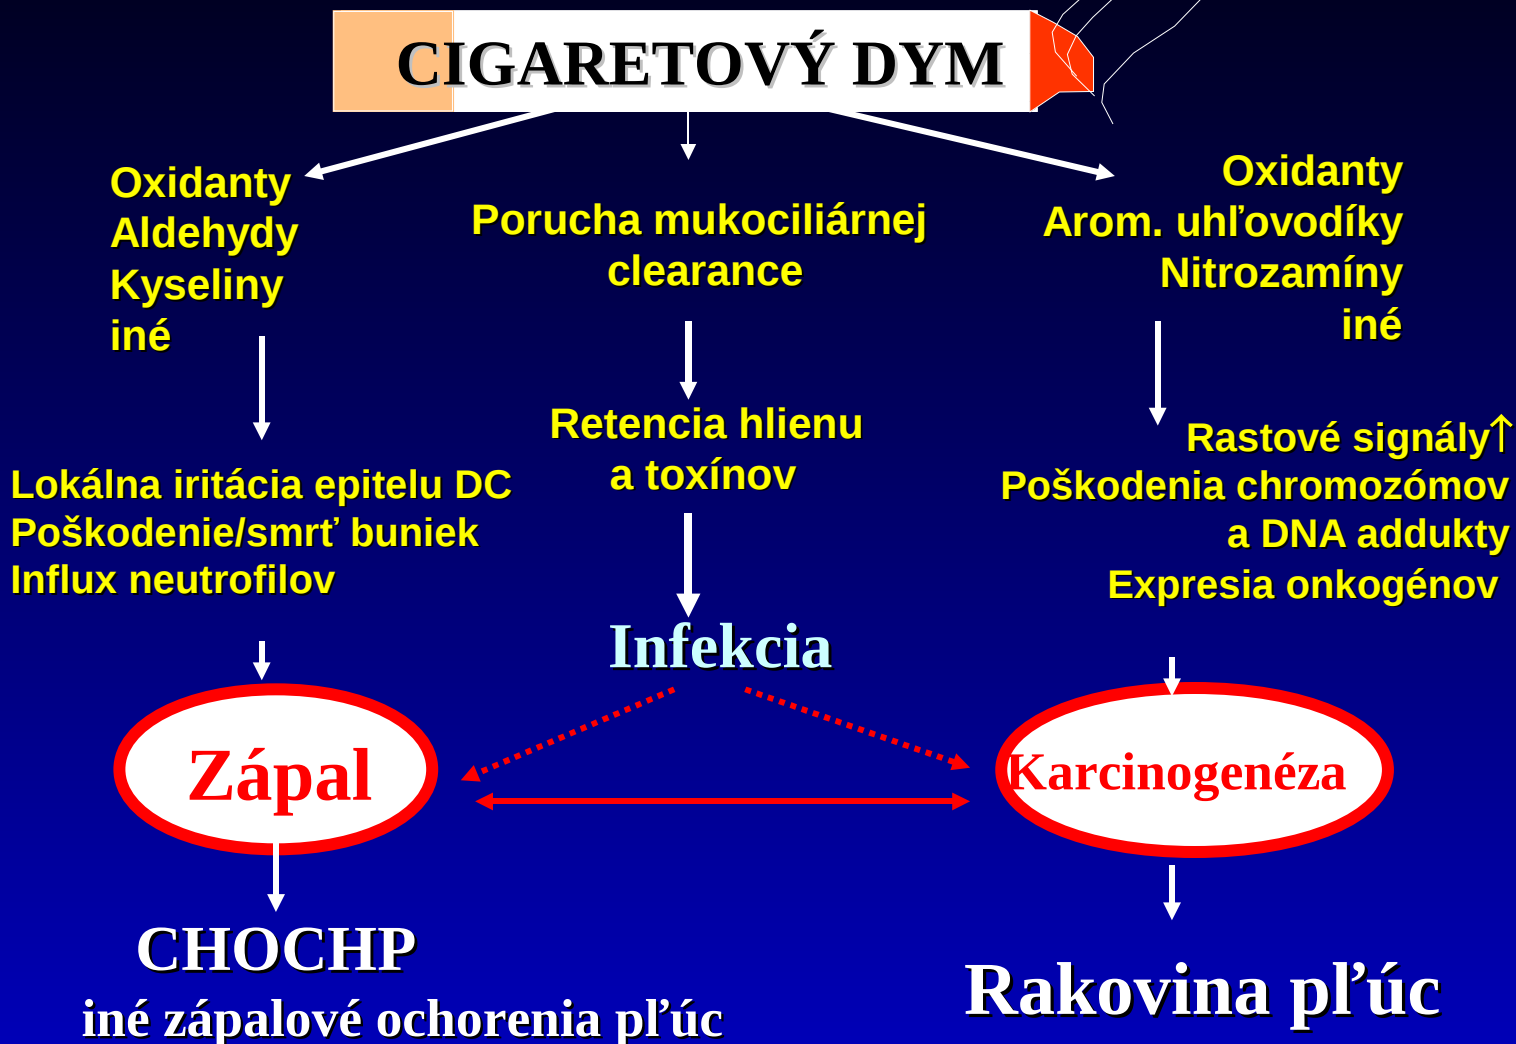 CIGARETOVÝ DYM
Oxidanty
Aldehydy
Kyseliny
iné
Porucha mukociliárnej
clearance
Oxidanty
Arom. uhľovodíky
Nitrozamíny
iné
Lokálna iritácia epitelu DC
Poškodenie/smrť buniek
Influx neutrofilov
Retencia hlienu
a toxínov
Rastové signály↑
Poškodenia chromozómov
a DNA addukty
Expresia onkogénov
Infekcia
Zápal
Karcinogenéza
CHOCHP
iné zápalové ochorenia pľúc
Rakovina pľúc